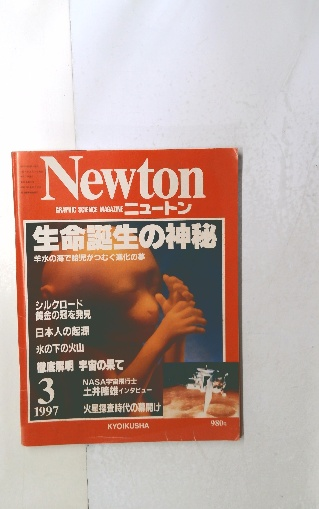 Newton
GRAPHIC SCIENCE MAGAZINE ニュートン
生命誕生の神秘
羊水の海で胎児がつむぐ進化の夢
シルクロード
黄金の冠を発見
日本人の起源
氷の下の火山
徹底解明 宇宙の果て
3
1997
NASA宇宙飛行士
土井隆雄インタビュー
火星探査時代の幕開け
KYOIKUSHA
980円